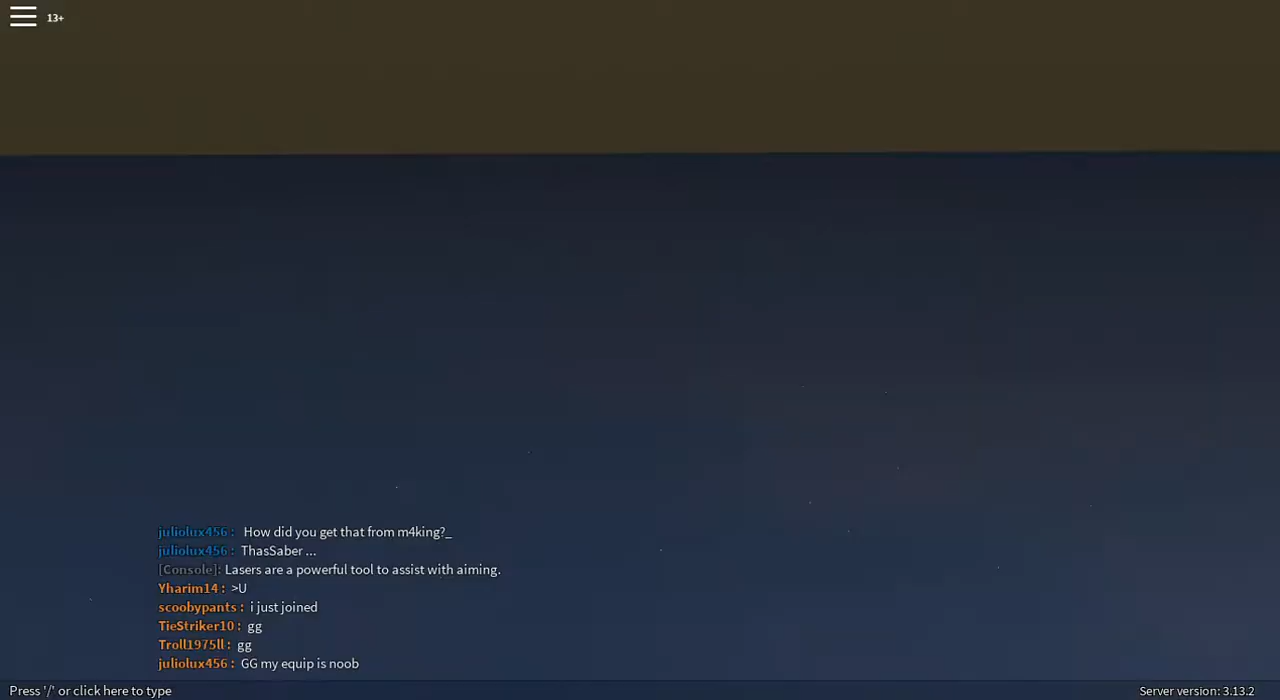 13+
juliolux456 : How did you get that from m4king?_
juliolux456 : ThasSaber ...
[Console]: Lasers are a powerful tool to assist with aiming.
Yharim14 : >U
scoobypants : i just joined
TieStriker10 : gg
Troll1975ll : gg
juliolux456 : GG my equip is noob
Press '/' or click here to type
Server version: 3.13.2